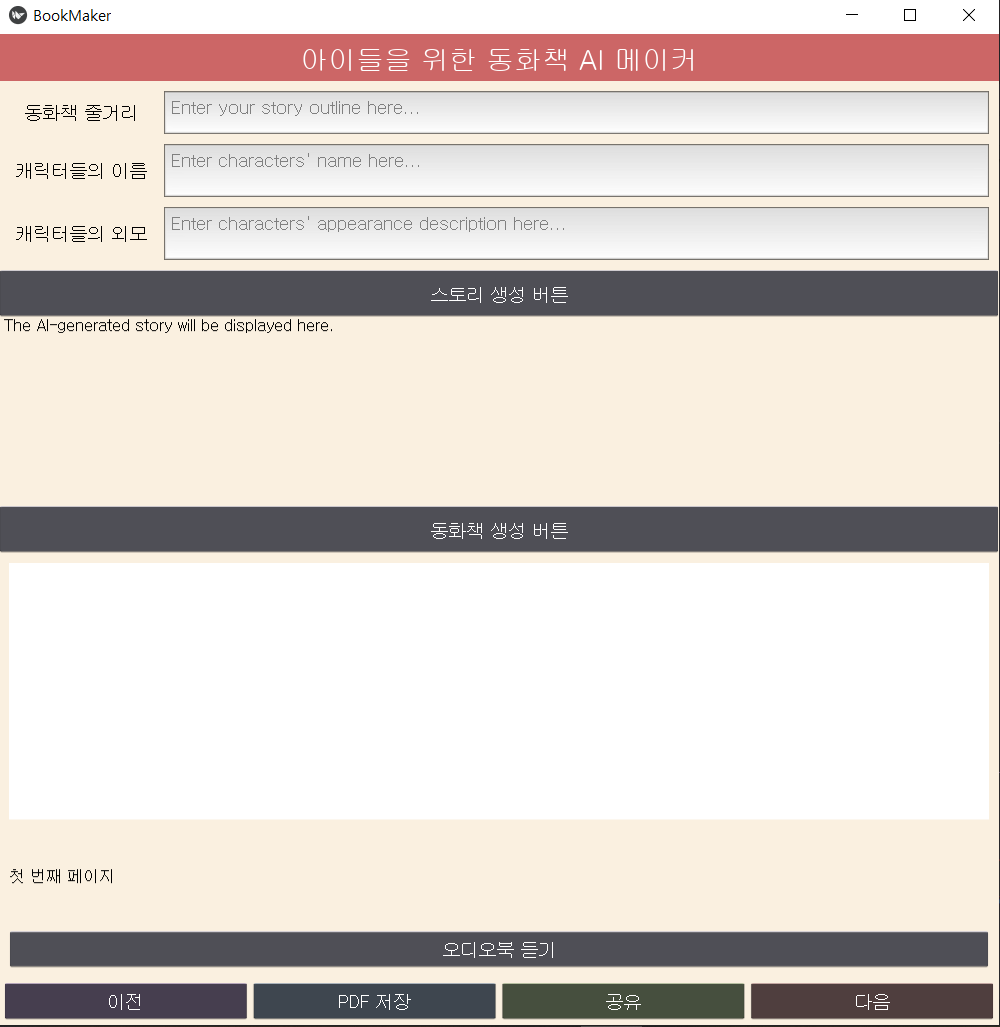 BookMaker
아이들을 위한 동화책 AI 메이커
동화책 줄거리
Enter your story outline here...
캐릭터들의 이름
Enter characters' name here...
캐릭터들의 외모
Enter characters' appearance description here...
스토리 생성 버튼
The AI-generated story will be displayed here.
동화책 생성 버튼
첫 번째 페이지
오디오북 듣기
이전
PDF 저장
공유
다음